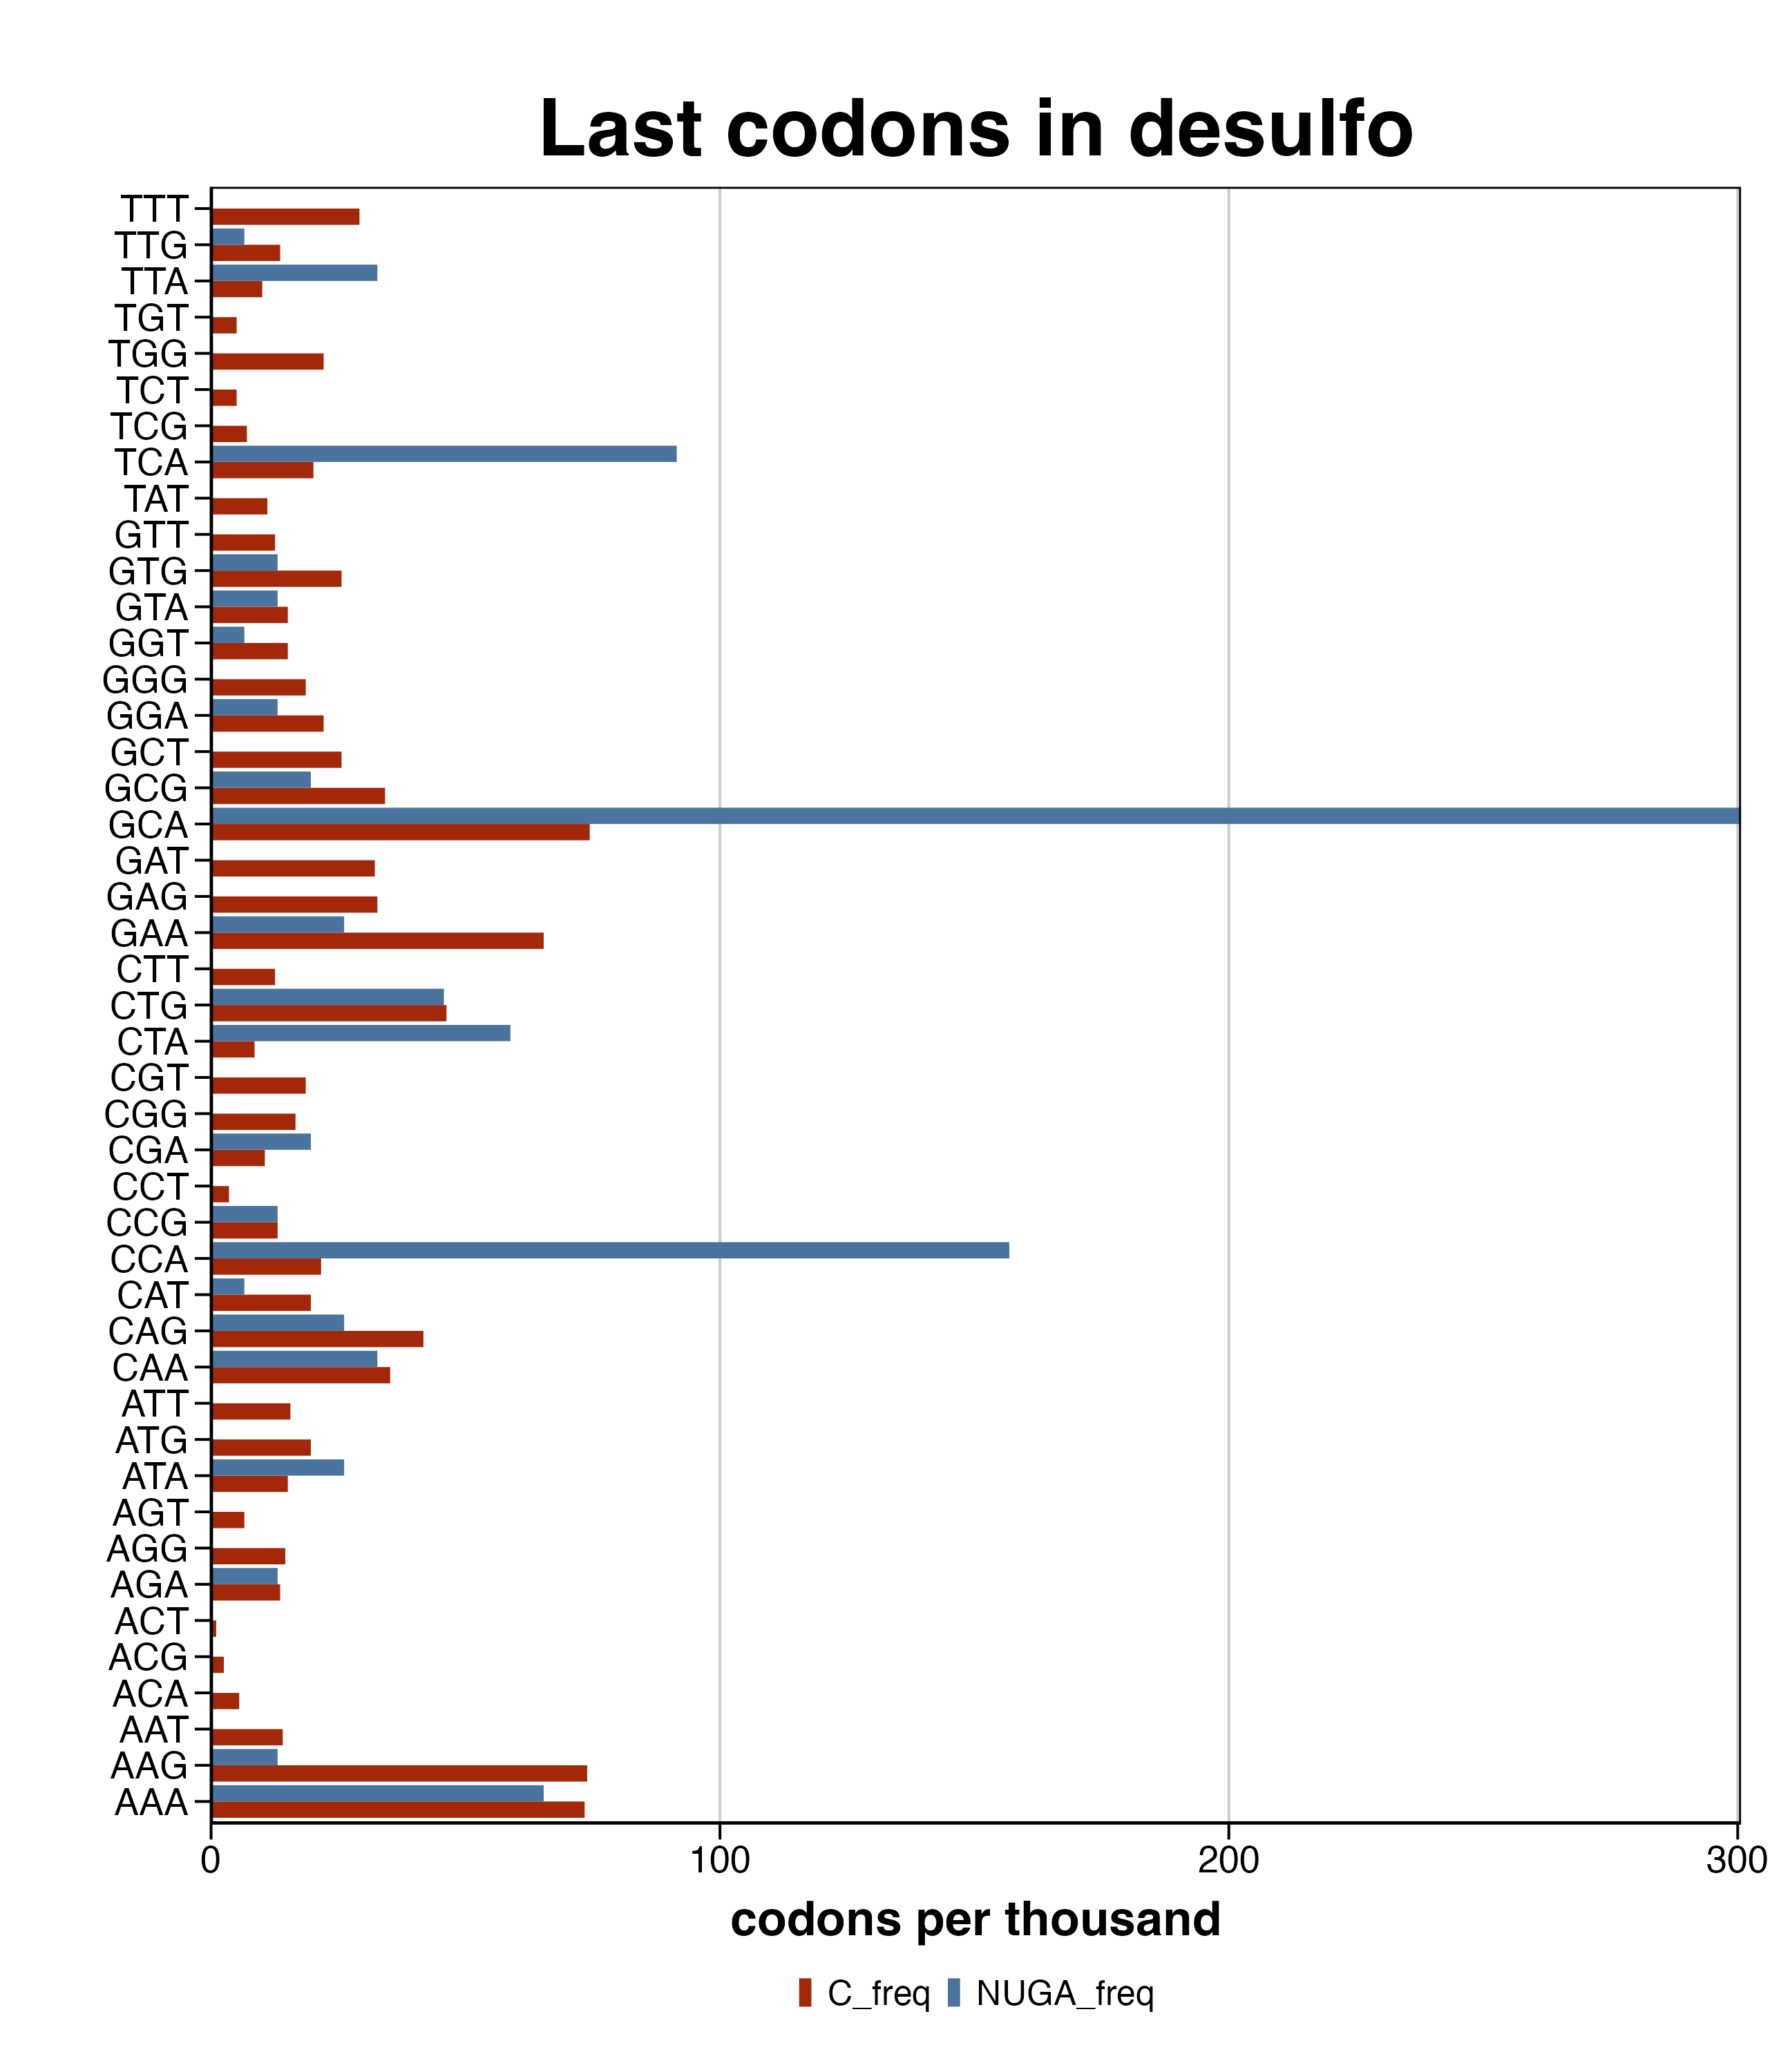 Last codons in desulfo
TTT
TTG
TTA
TGT
TGG
TCT
TCG
TCA
TAT
GTT
GTG
GTA
GGT
GGG
GGA
GCT
GCG
GCA
GAT
GAG
GAA
CTT
CTG
CTA
CGT
CGG
CGA
CCT
CCG
CCA
CAT
CAG
CAA
ATT
ATG
ATA
AGT
AGG
AGA
ACT
ACG
ACA
AAT
AAG
AAA
0 100 200 300
codons per thousand
C_freq NUGA_freq